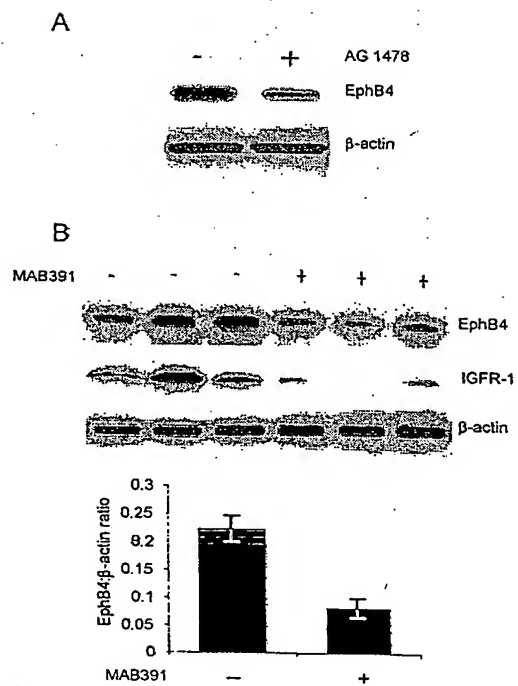 A
- + AG 1478
EphB4
β-actin
B
MAB391 - - - + + +
EphB4
IGFR-1
β-actin
EphB4:β-actin ratio
0.3
0.25
0.2
0.15
0.1
0.05
0
MAB391 - +